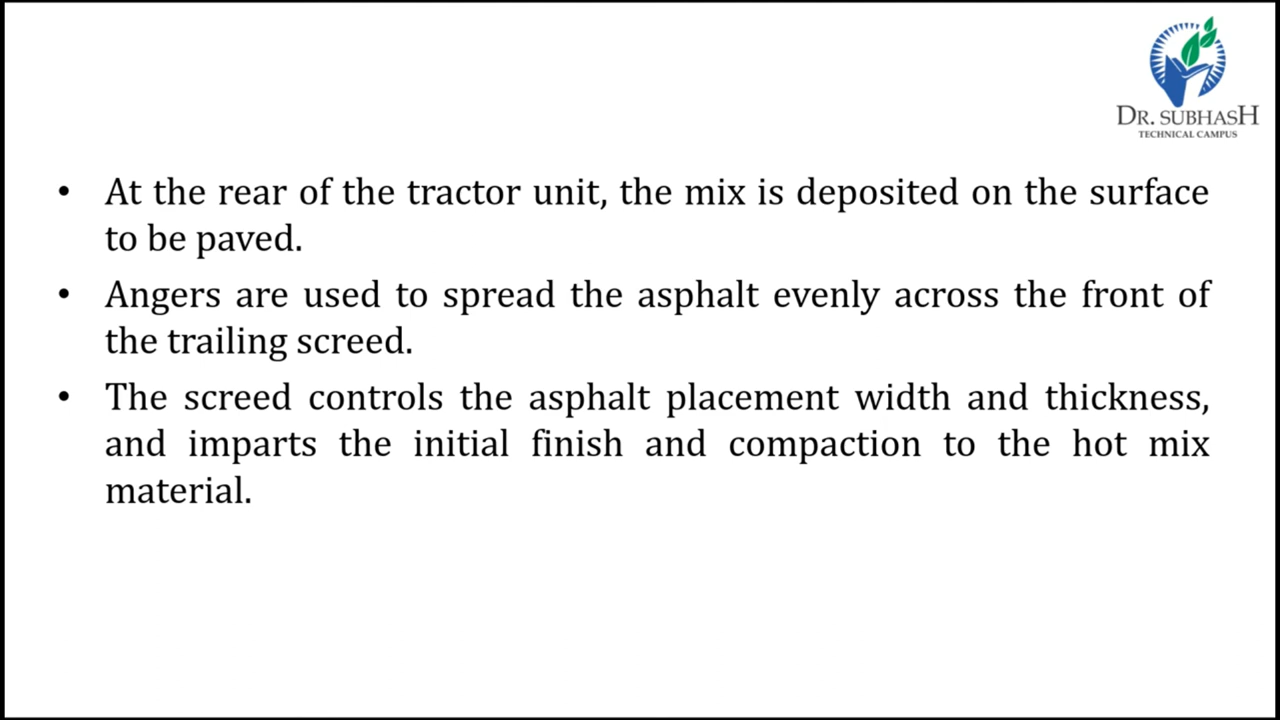 DR. SUBHASH
TECHNICAL CAMPUS
• At the rear of the tractor unit, the mix is deposited on the surface
to be paved.
• Angers are used to spread the asphalt evenly across the front of
the trailing screed.
• The screed controls the asphalt placement width and thickness,
and imparts the initial finish and compaction to the hot mix
material.